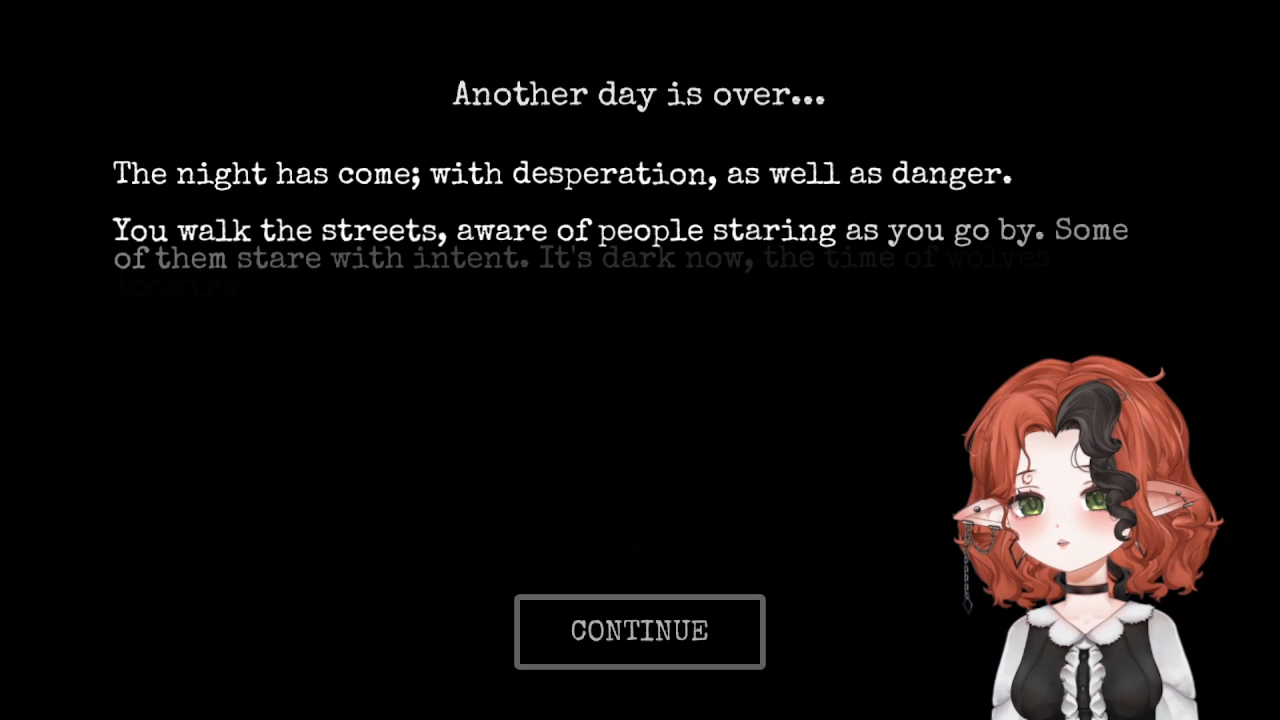 Another day is over...
The night has come; with desperation, as well as danger.
You walk the streets, aware of people staring as you go by. Some
of them stare with intent. It's dark now, the time of wolves
looking
CONTINUE